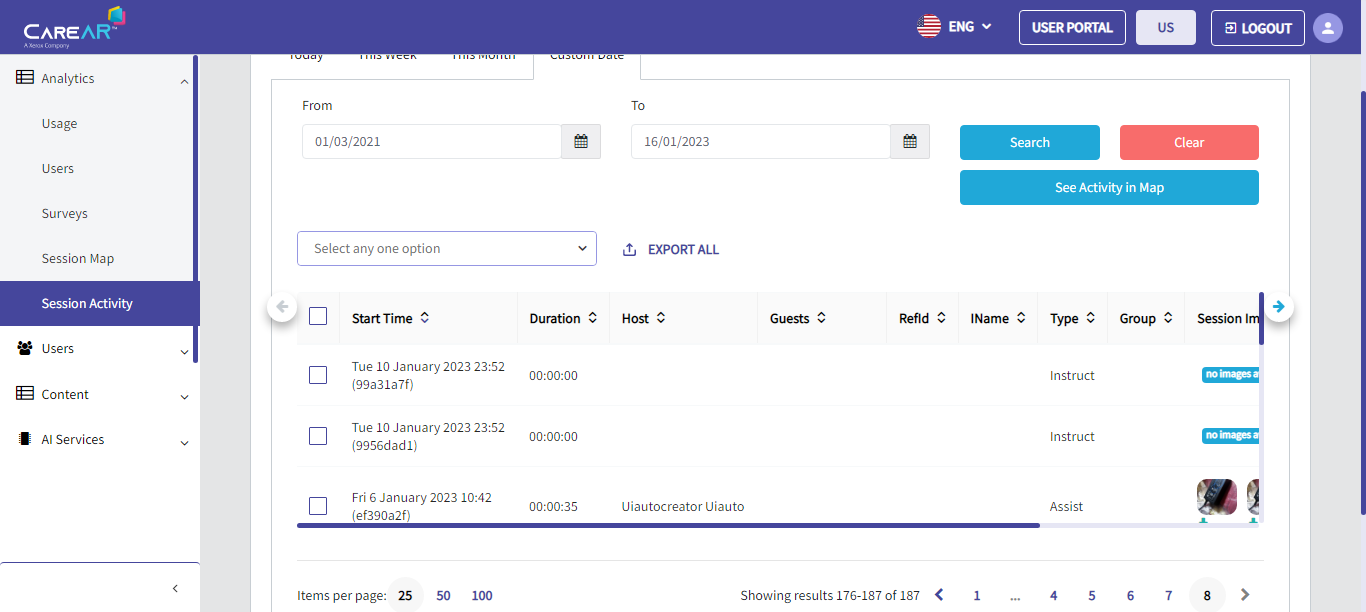 CAREAR™
A Xerox Company
ENG
USER PORTAL
US
LOGOUT
Analytics
Usage
Users
Surveys
Session Map
Session Activity
Users
Content
AI Services
Today This Week This Month Custom Date
From To
01/03/2021 16/01/2023 Search Clear
See Activity in Map
Select any one option EXPORT ALL
Start Time Duration Host Guests RefId IName Type Group Session Im
Tue 10 January 2023 23:52
(99a31a7f) 00:00:00 Instruct no images a
Tue 10 January 2023 23:52
(9956dad1) 00:00:00 Instruct no images a
Fri 6 January 2023 10:42
(ef390a2f) 00:00:35 Uiautocreator Uiauto Assist
Items per page: 25 50 100 Showing results 176-187 of 187 1 ... 4 5 6 7 8